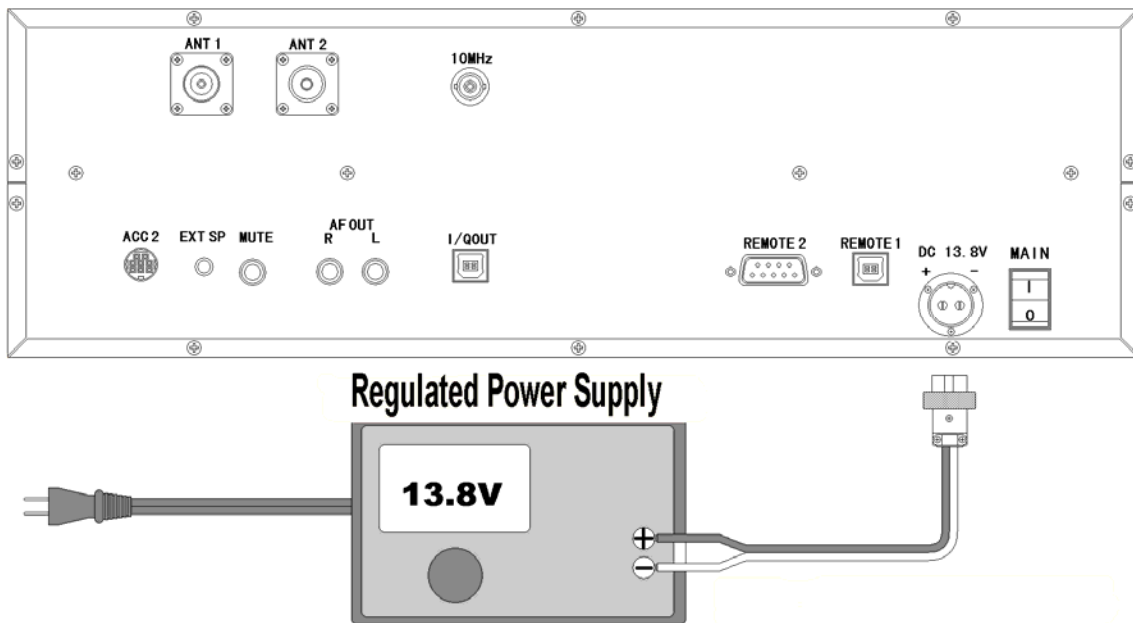 ANT 1
ANT 2
10MHz
ACC 2
EXT SP
MUTE
AF OUT
R
L
I/QOUT
REMOTE 2
REMOTE 1
DC 13.8V
+
-
MAIN
I
O
Regulated Power Supply
13.8V
+
-